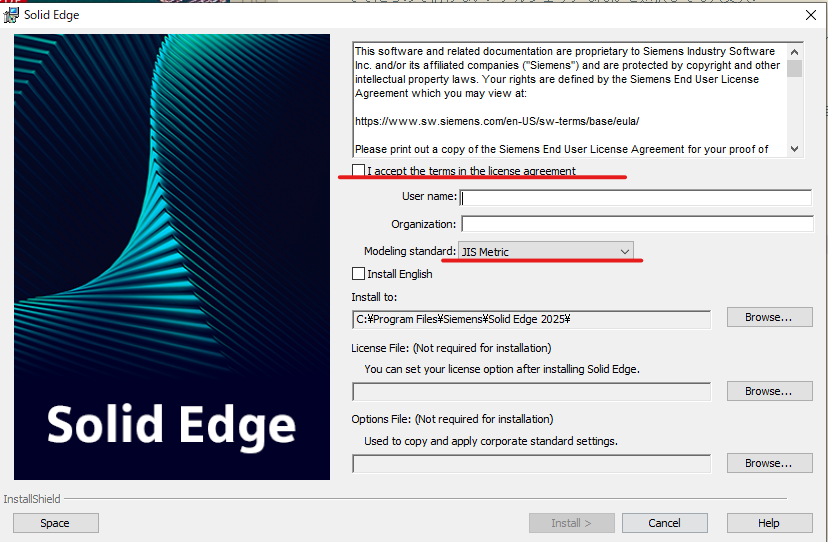 Solid Edge
This software and related documentation are proprietary to Siemens Industry Software
Inc. and/or its affiliated companies ("Siemens") and are protected by copyright and other
intellectual property laws. Your rights are defined by the Siemens End User License
Agreement which you may view at:
https://www.sw.siemens.com/en-US/sw-terms/base/eula/
Please print out a copy of the Siemens End User License Agreement for your proof of
I accept the terms in the license agreement
User name:
Organization:
Modeling standard: JIS Metric
Install English
Install to:
C:¥Program Files¥Siemens¥Solid Edge 2025¥ Browse...
License File: (Not required for installation)
You can set your license option after installing Solid Edge.
Browse...
Solid Edge
Options File: (Not required for installation)
Used to copy and apply corporate standard settings.
Browse...
InstallShield
Space Install > Cancel Help